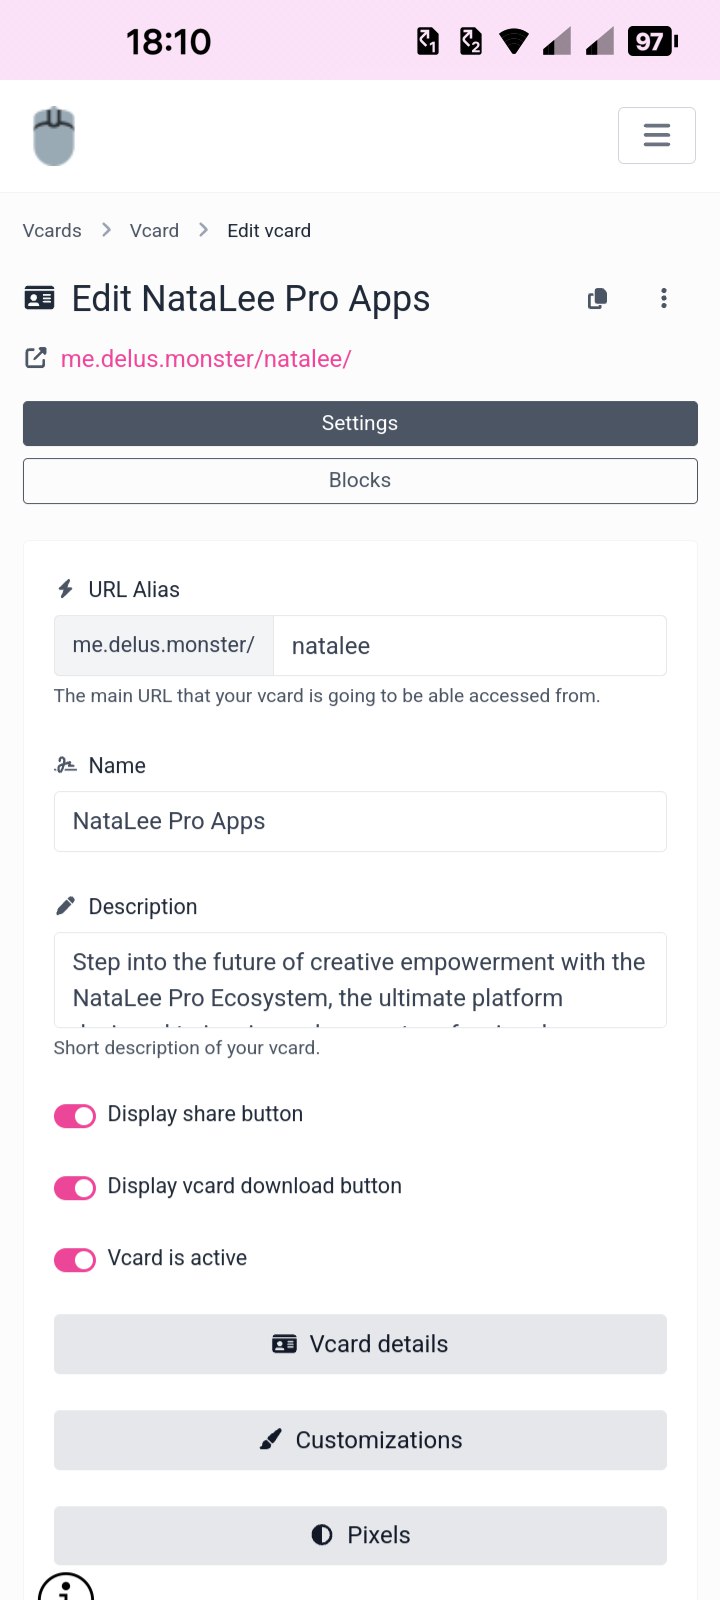 18:10
1
2
97
Vcards
Vcard
Edit vcard
Edit NataLee Pro Apps
me.delus.monster/natalee/
Settings
Blocks
URL Alias
me.delus.monster/ natalee
The main URL that your vcard is going to be able accessed from.
Name
NataLee Pro Apps
Description
Step into the future of creative empowerment with the
NataLee Pro Ecosystem, the ultimate platform
Short description of your vcard.
Display share button
Display vcard download button
Vcard is active
Vcard details
Customizations
Pixels